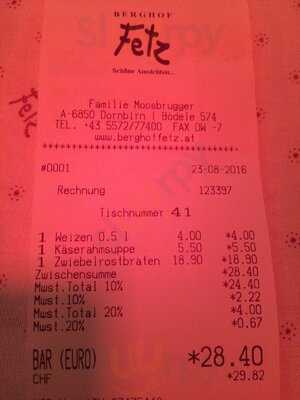 BERGHOF
Fetz
Schöne Aussichten...
Familie Moosbrugger
A-6850 Dornbirn | Bödele 574
TEL. +43 5572/77400 FAX DW -7
www.berghoffetz.at
#0001 23-08-2016
Rechnung 123397
Tischnummer 41
1 Weizen 0.5 l 4.00 *4.00
1 Käserahmsuppe 5.50 *5.50
1 Zwiebelrostbraten 18.90 *18.90
Zwischensumme *28.40
Mwst.Total 10% *24.40
Mwst.10% *2.22
Mwst.Total 20% *4.00
Mwst.20% *0.67
BAR (EURO) *28.40
CHF *29.82
Fetz